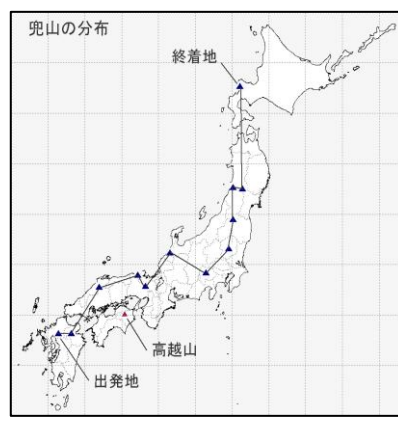 兜山の分布
終着地
高越山
出発地